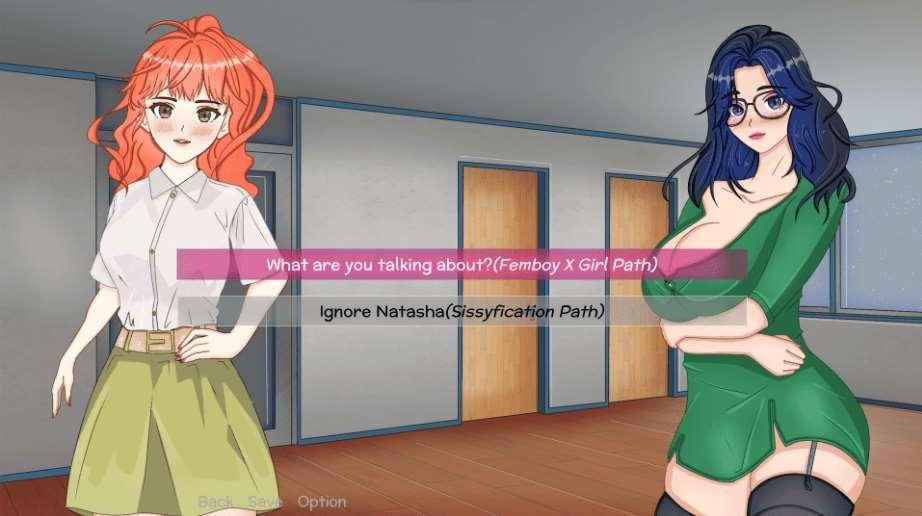 What are you talking about?(Femboy X Girl Path)
Ignore Natasha(Sissyfication Path)
Back Save Option